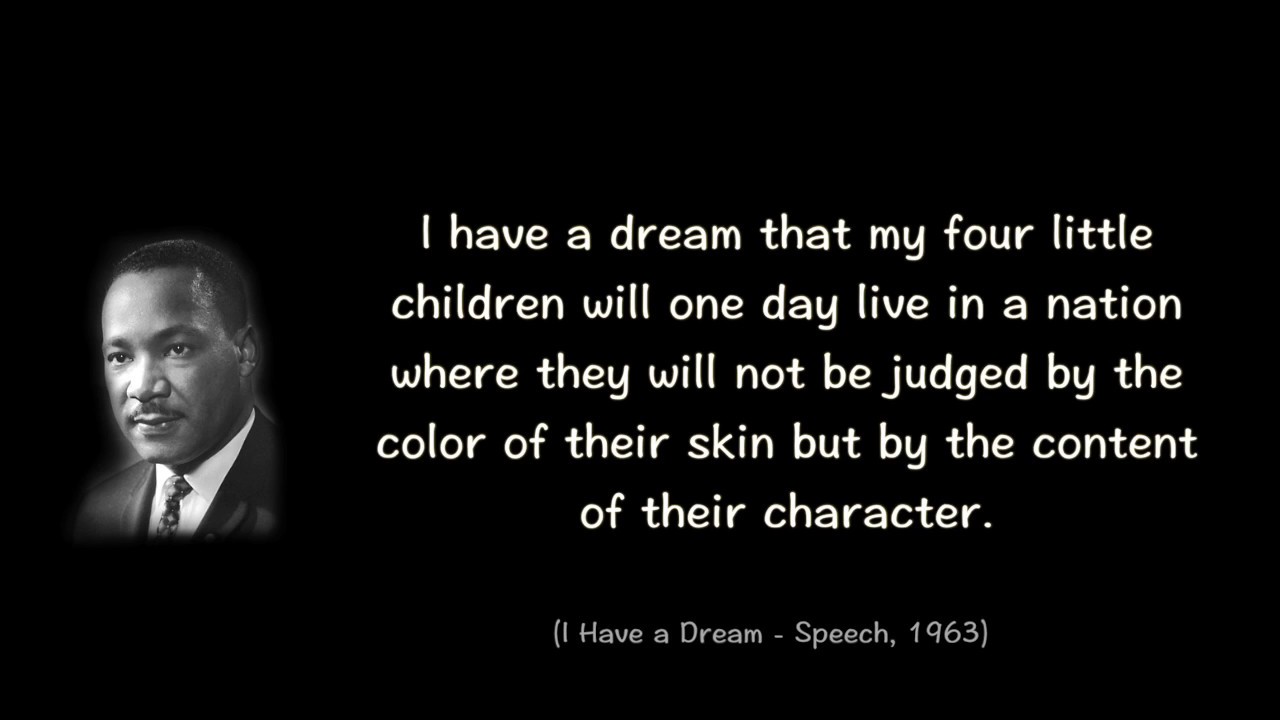 I have a dream that my four little
children will one day live in a nation
where they will not be judged by the
color of their skin but by the content
of their character.
(I Have a Dream - Speech, 1963)